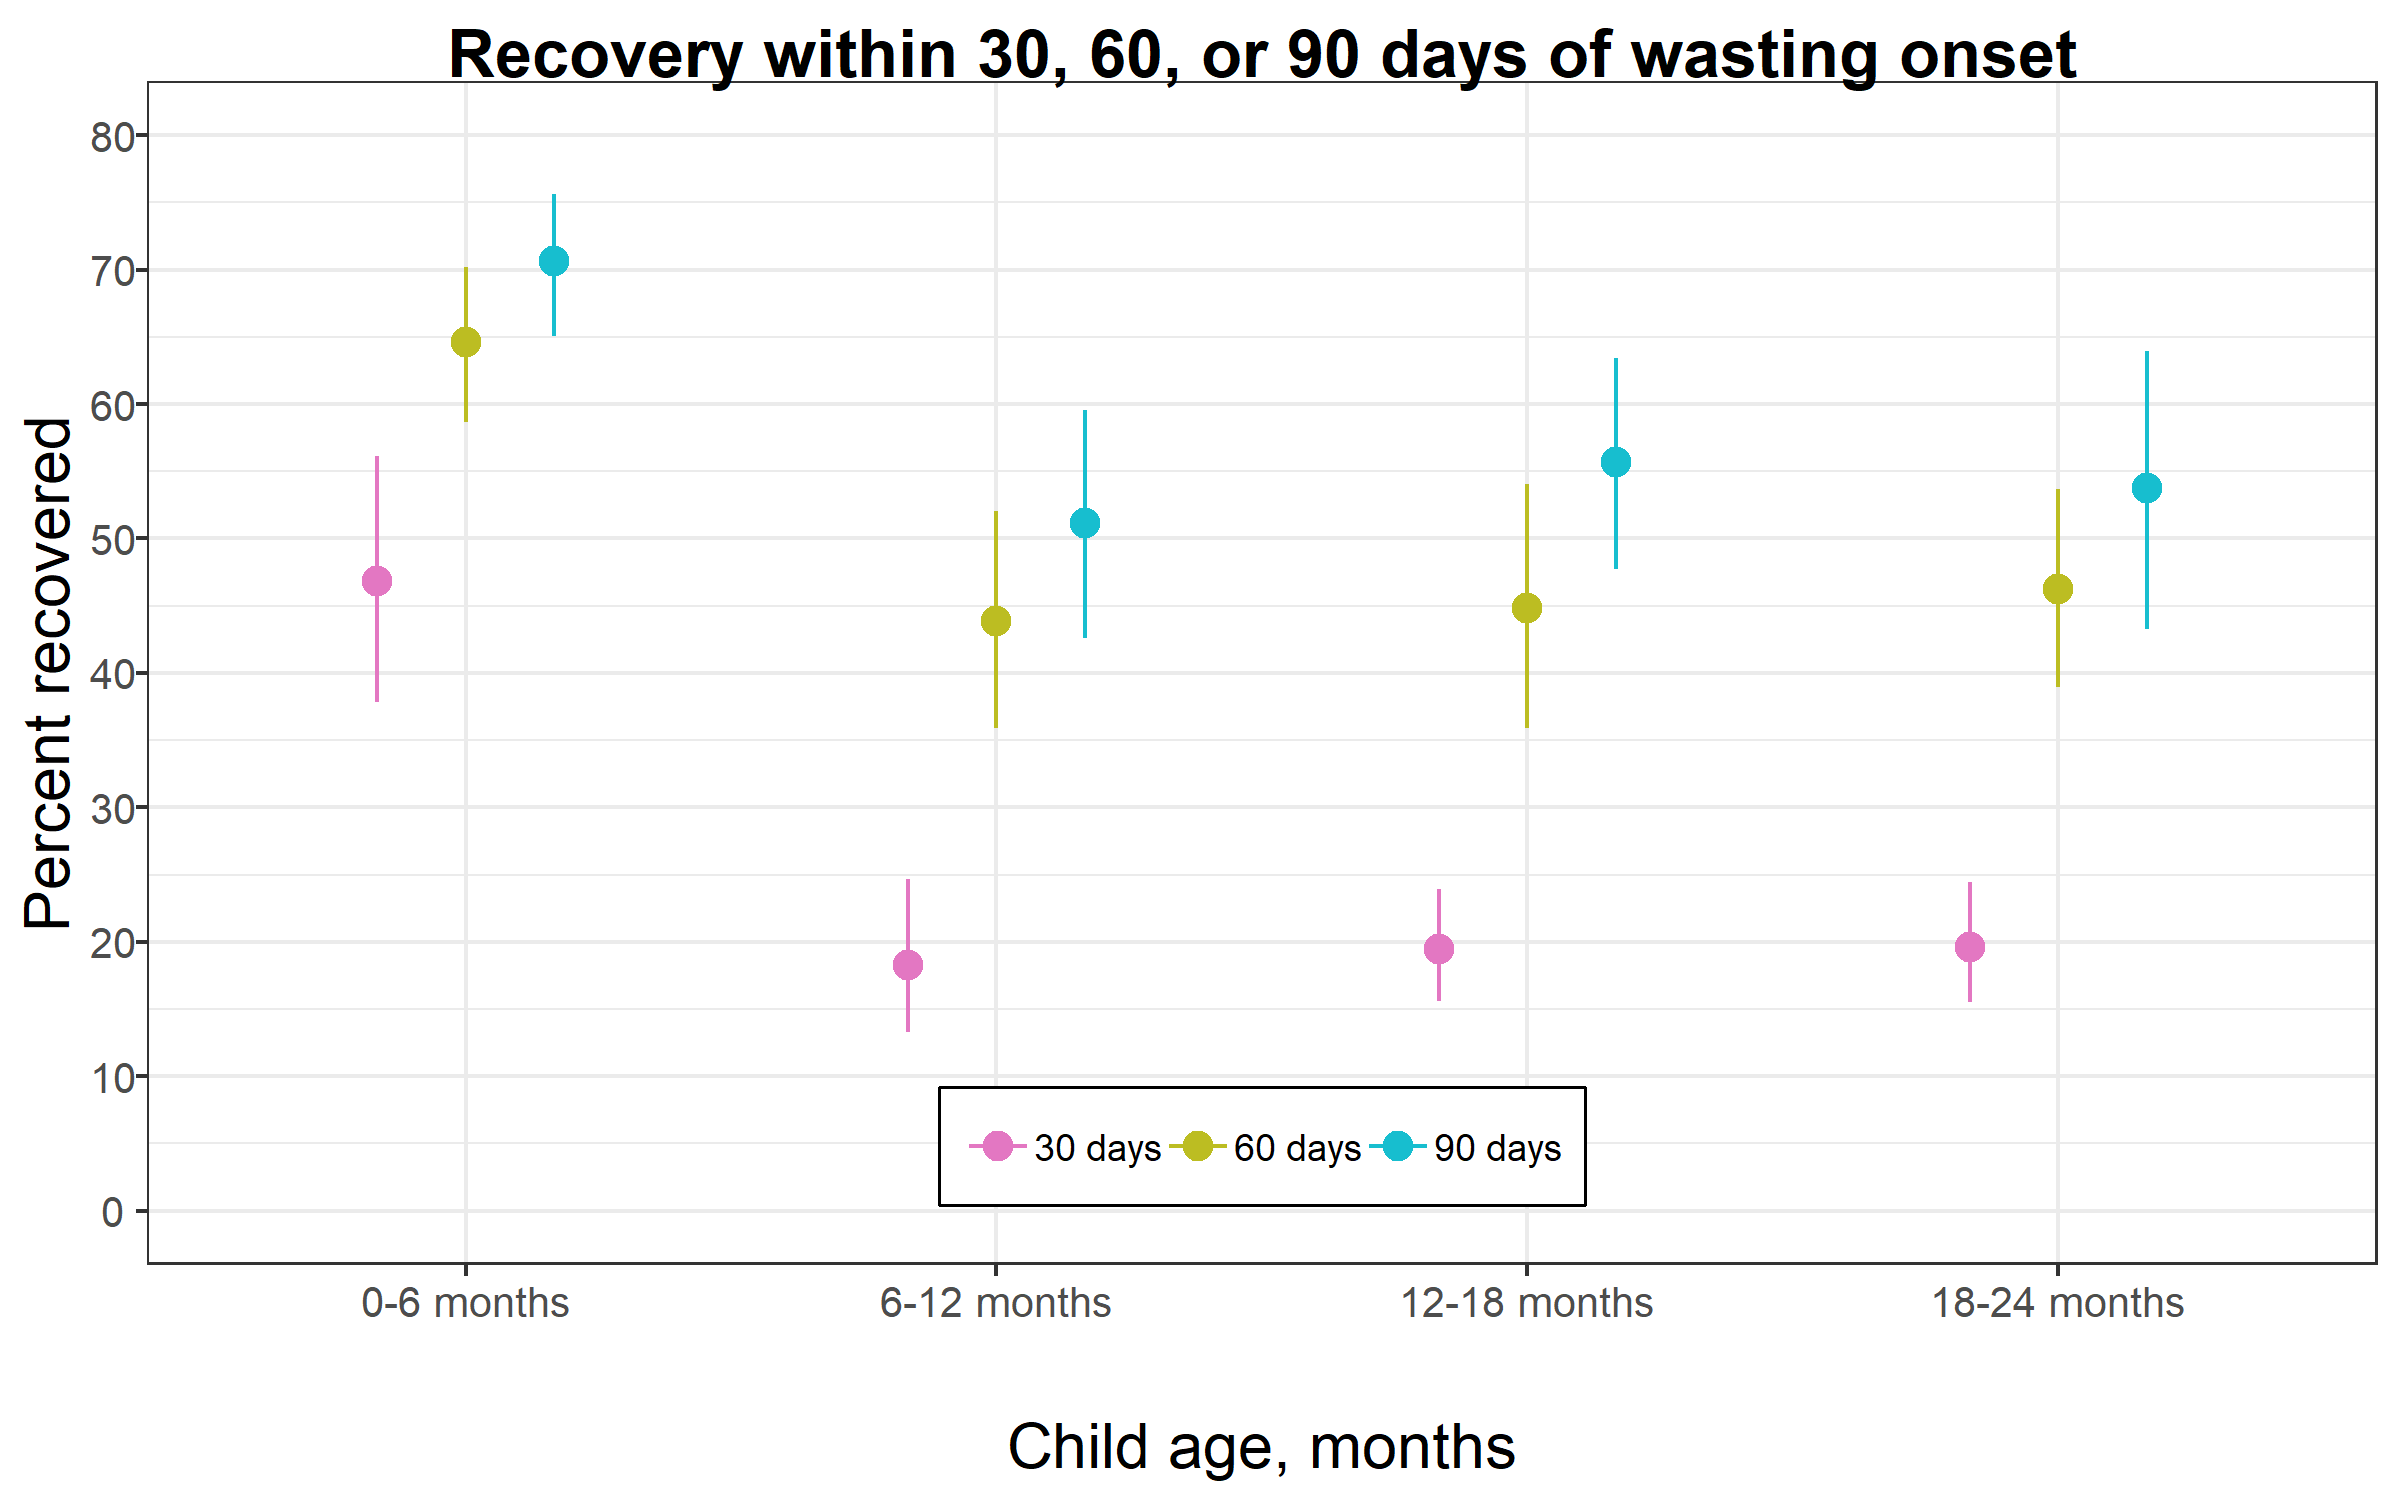 Recovery within 30, 60, or 90 days of wasting onset
Percent recovered
80
70
60
50
40
30
20
10
0
30 days 60 days 90 days
0-6 months 6-12 months 12-18 months 18-24 months
Child age, months